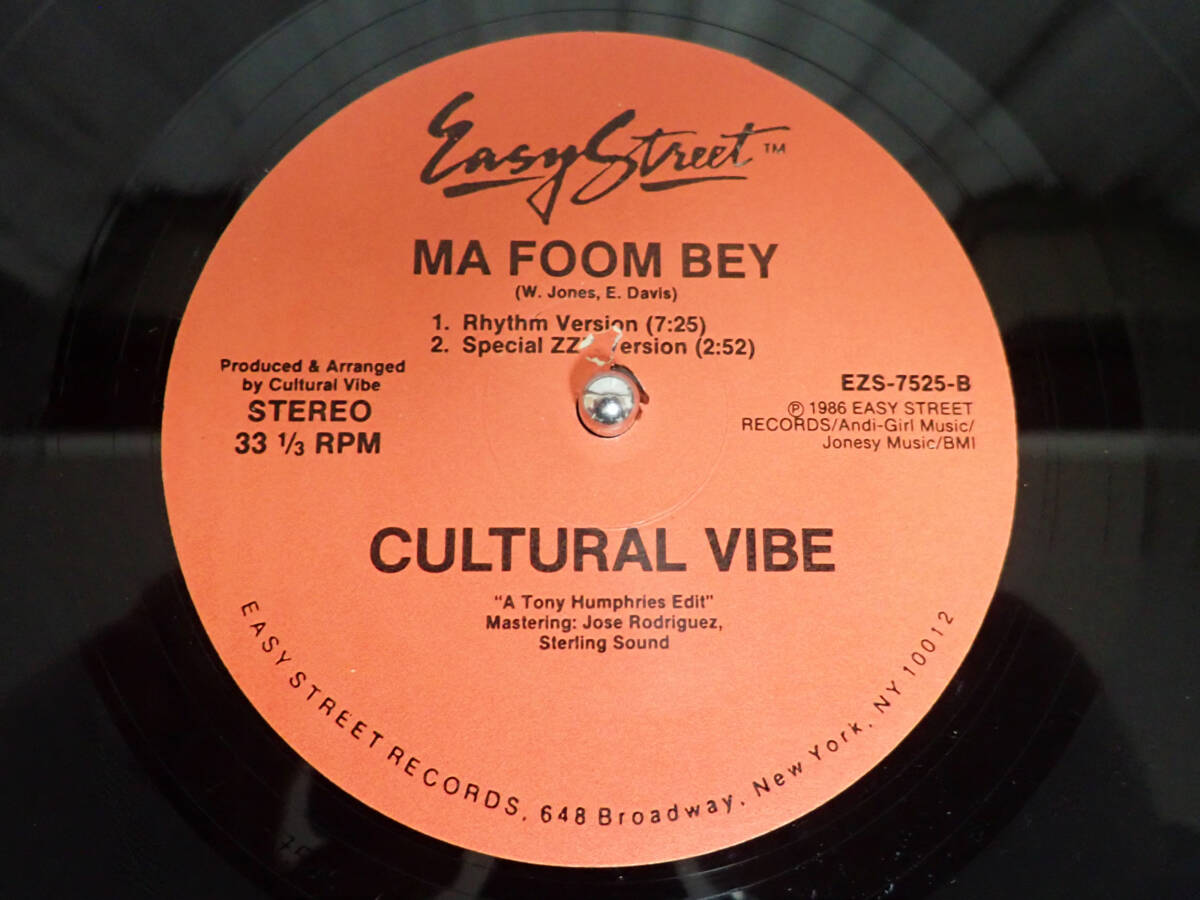 Easy Street TM
MA FOOM BEY
(W. Jones, E. Davis)
1. Rhythm Version (7:25)
2. Special ZZ Version (2:52)
Produced & Arranged
by Cultural Vibe
STEREO
33 1/3 RPM
EZS-7525-B
℗ 1986 EASY STREET
RECORDS/Andi-Girl Music/
Jonesy Music/BMI
CULTURAL VIBE
"A Tony Humphries Edit"
Mastering: Jose Rodriguez,
Sterling Sound
EASY STREET RECORDS, 648 Broadway, New York, NY 10012